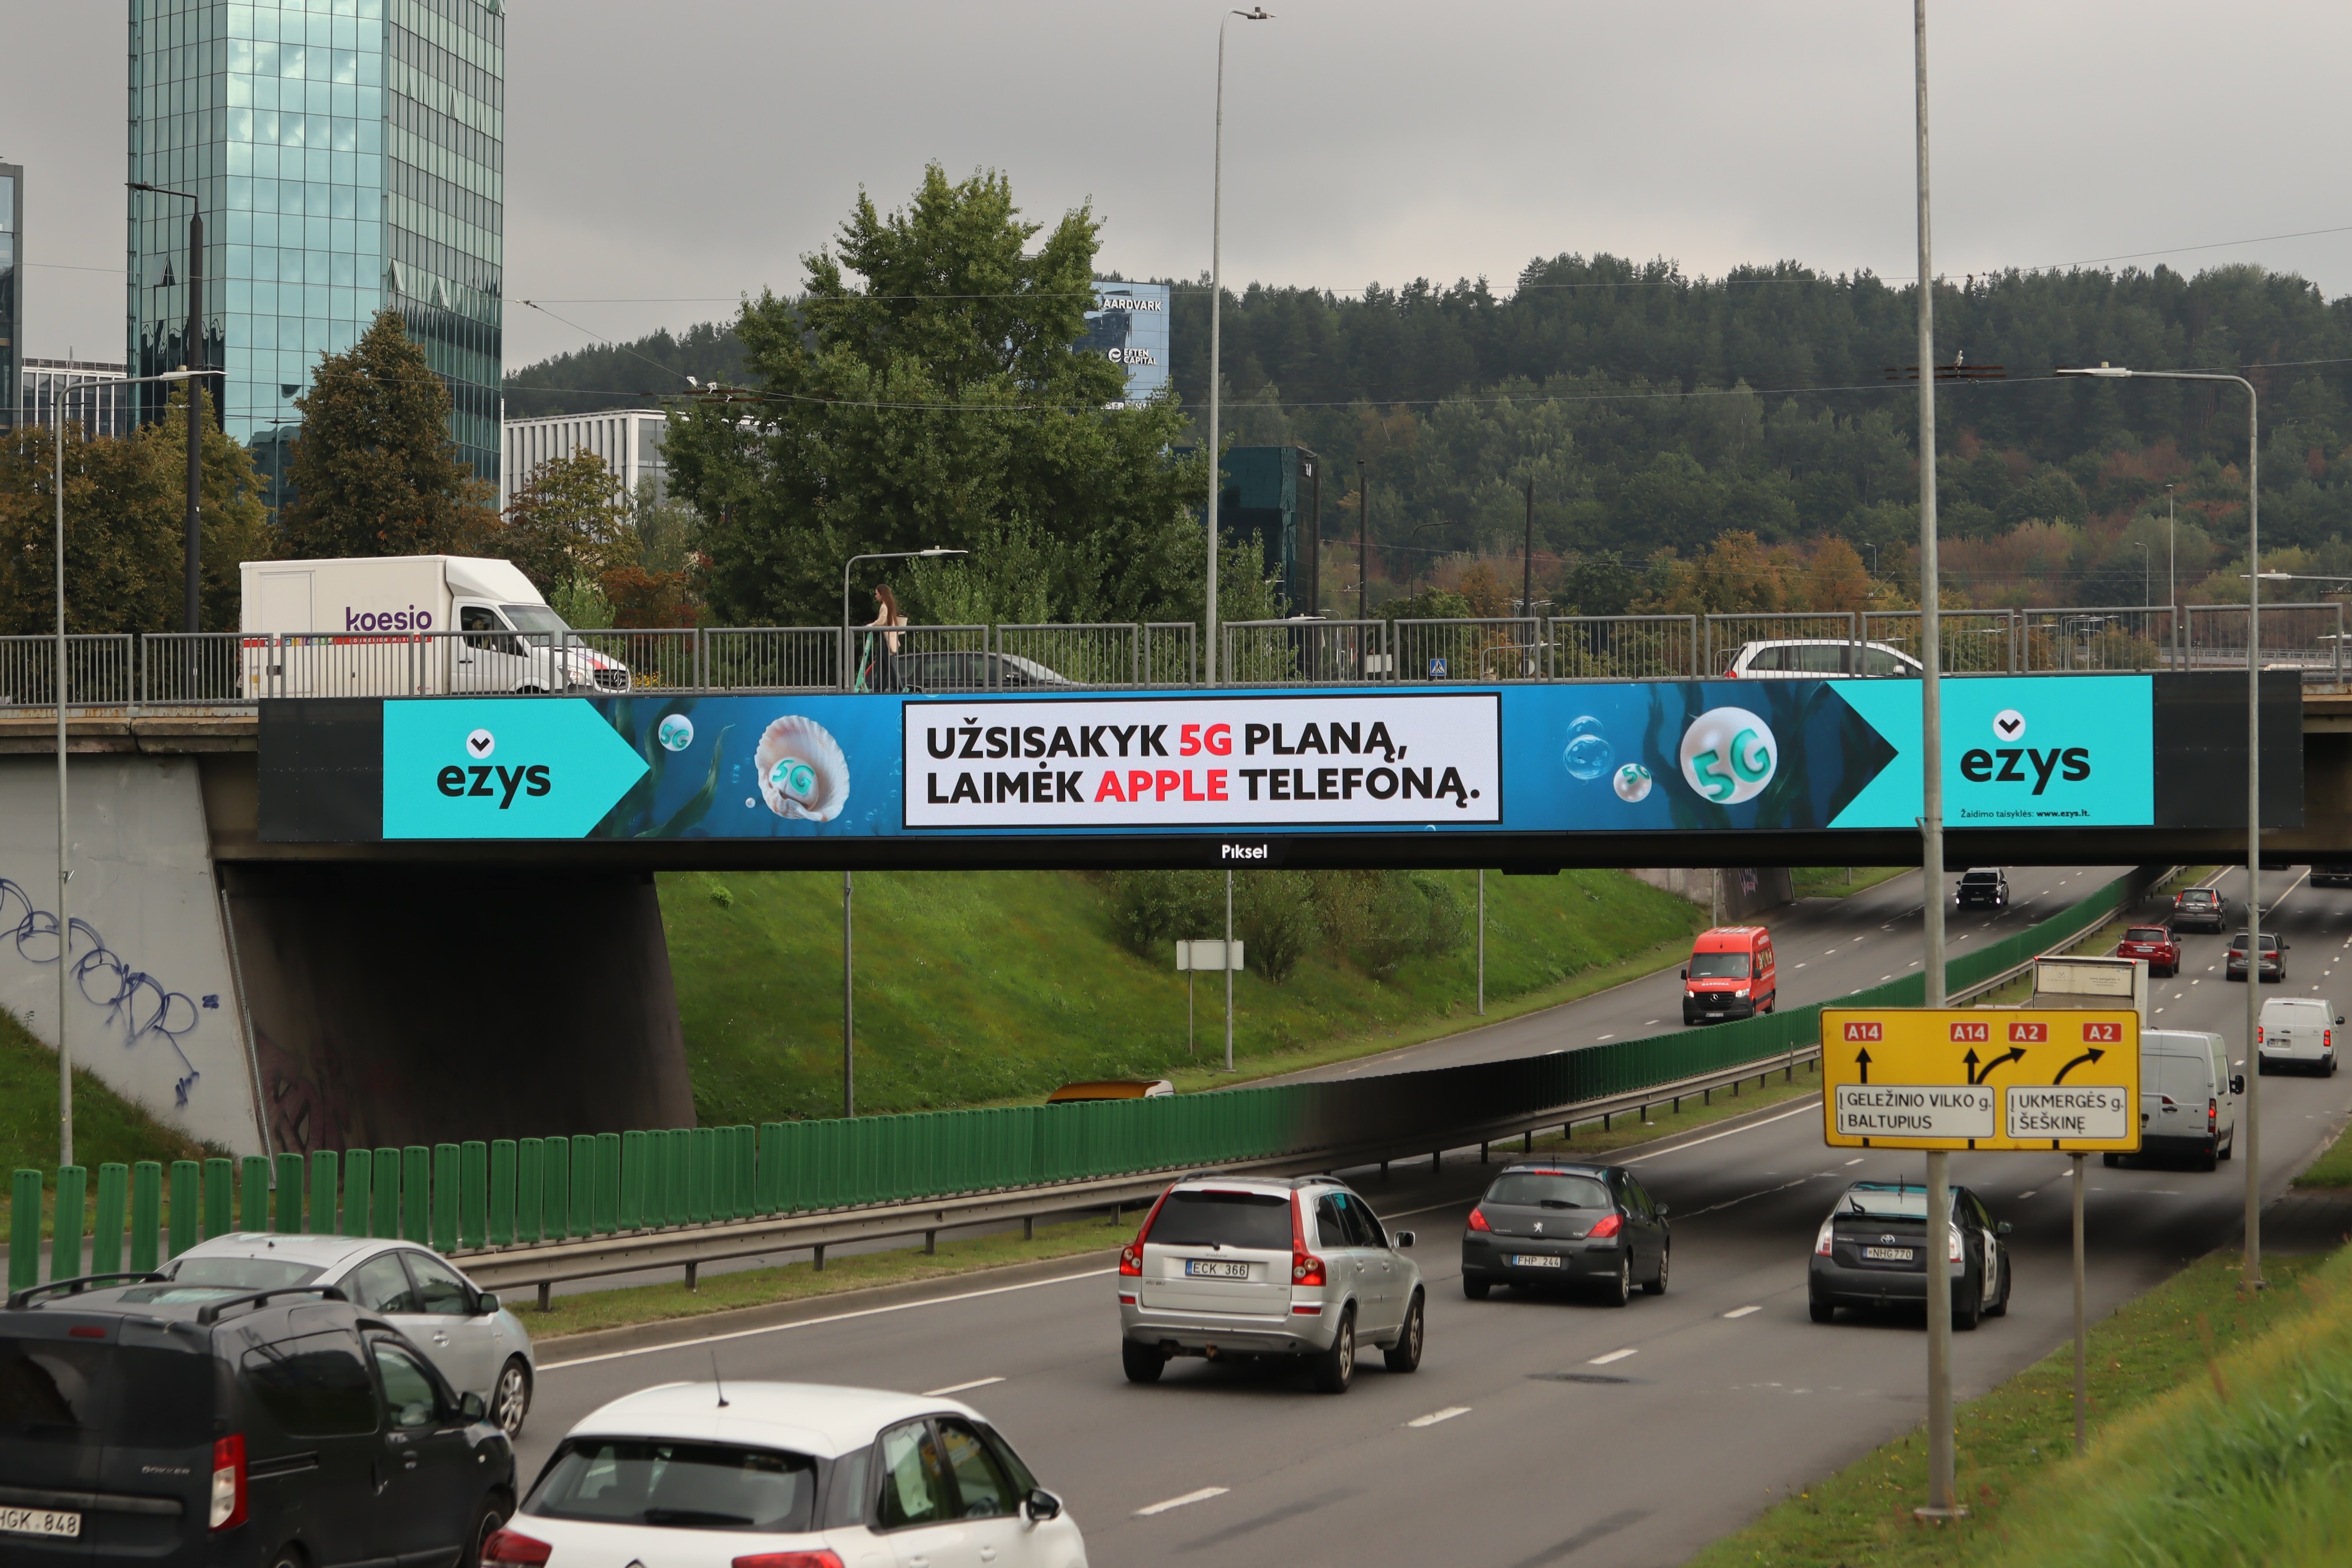 AARDVARK
EFTEN
CAPITAL
koesio
ezys
5G
5G
UŽSISAKYK 5G PLANĄ,
LAIMĖK APPLE TELEFONĄ.
5G
5G
ezys
Žaidimo taisyklės: www.ezys.lt.
Piksel
A14
A14
A2
A2
Į GELEŽINIO VILKO g.
Į BALTUPIUS
Į UKMERGĖS g.
Į ŠEŠKINĘ
ECK 366
FHP 244
NHG770
DOKKER
HGK 848